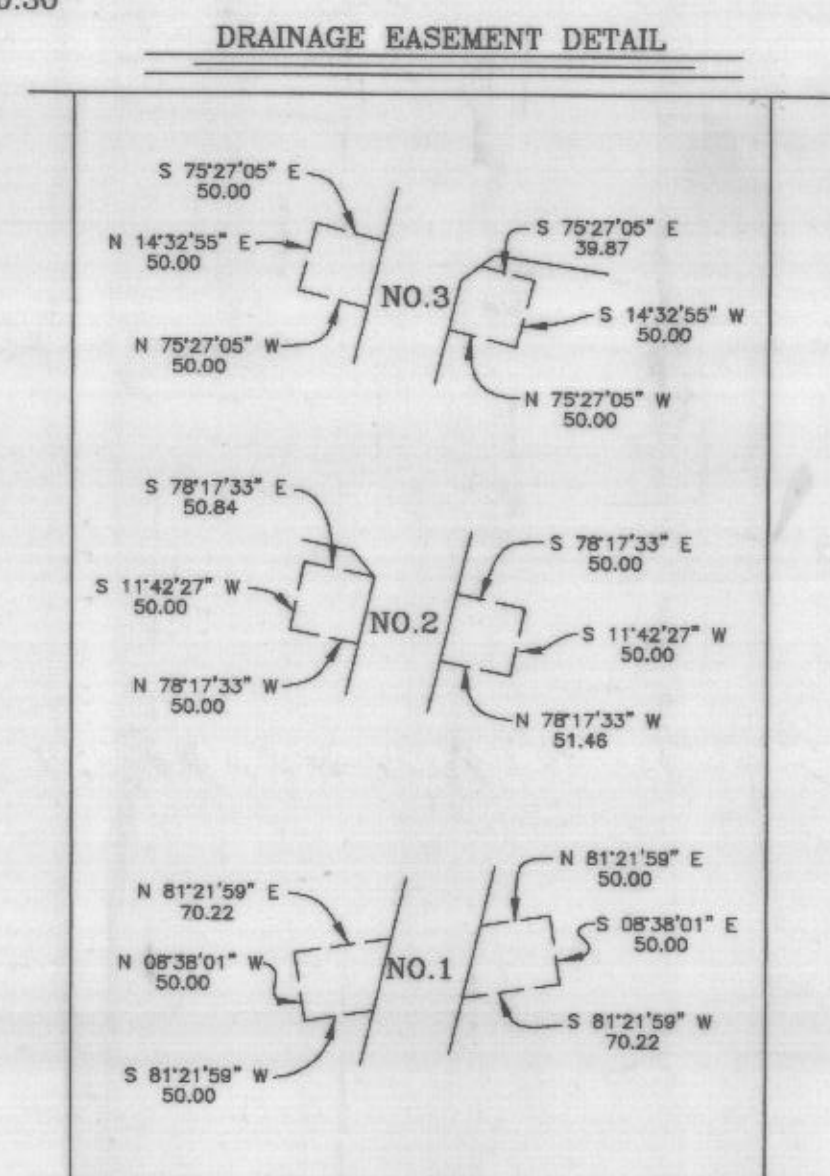 DRAINAGE EASEMENT DETAIL
S 75°27'05" E
50.00
N 14°32'55" E
50.00
N 75°27'05" W
50.00
NO.3
S 75°27'05" E
39.87
S 14°32'55" W
50.00
N 75°27'05" W
50.00
S 78°17'33" E
50.84
S 11°42'27" W
50.00
N 78°17'33" W
50.00
NO.2
S 78°17'33" E
50.00
S 11°42'27" W
50.00
N 78°17'33" W
51.46
N 81°21'59" E
70.22
N 08°38'01" W
50.00
S 81°21'59" W
50.00
NO.1
N 81°21'59" E
50.00
S 08°38'01" E
50.00
S 81°21'59" W
70.22